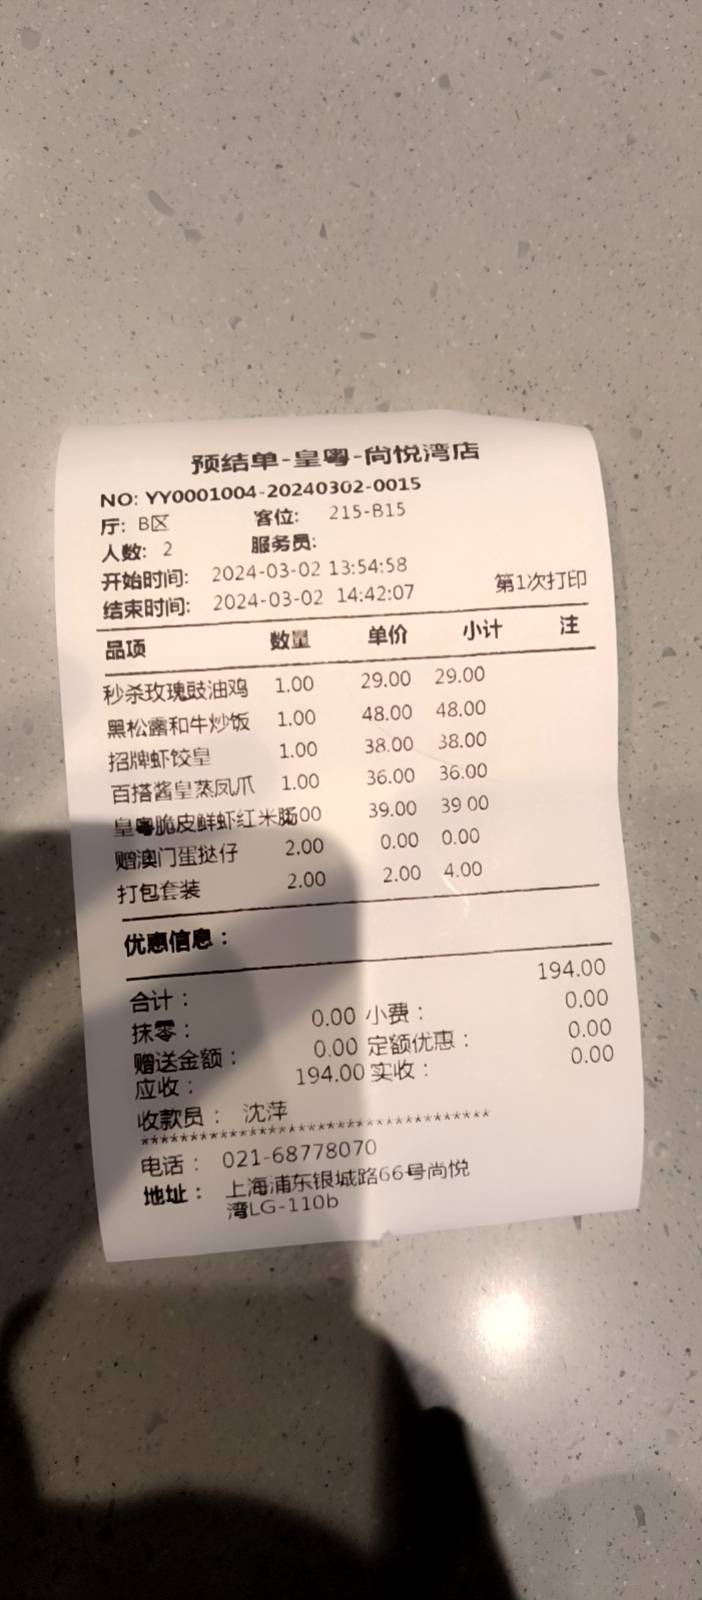 预结单-皇粤-尚悦湾店
NO: YY0001004-20240302-0015
厅: B区 客位: 215-B15
人数: 2 服务员:
开始时间: 2024-03-02 13:54:58
结束时间: 2024-03-02 14:42:07 第1次打印
品项 数量 单价 小计 注
秒杀玫瑰豉油鸡 1.00 29.00 29.00
黑松露和牛炒饭 1.00 48.00 48.00
招牌虾饺皇 1.00 38.00 38.00
百搭酱皇蒸凤爪 1.00 36.00 36.00
皇粤脆皮鲜虾红米肠 .00 39.00 39.00
赠澳门蛋挞仔 2.00 0.00 0.00
打包套装 2.00 2.00 4.00
优惠信息：
合计： 194.00
抹零： 0.00 小费： 0.00
赠送金额： 0.00 定额优惠： 0.00
应收： 194.00 实收： 0.00
收款员： 沈萍
************************************
电话： 021-68778070
地址： 上海浦东银城路66号尚悦
湾LG-110b